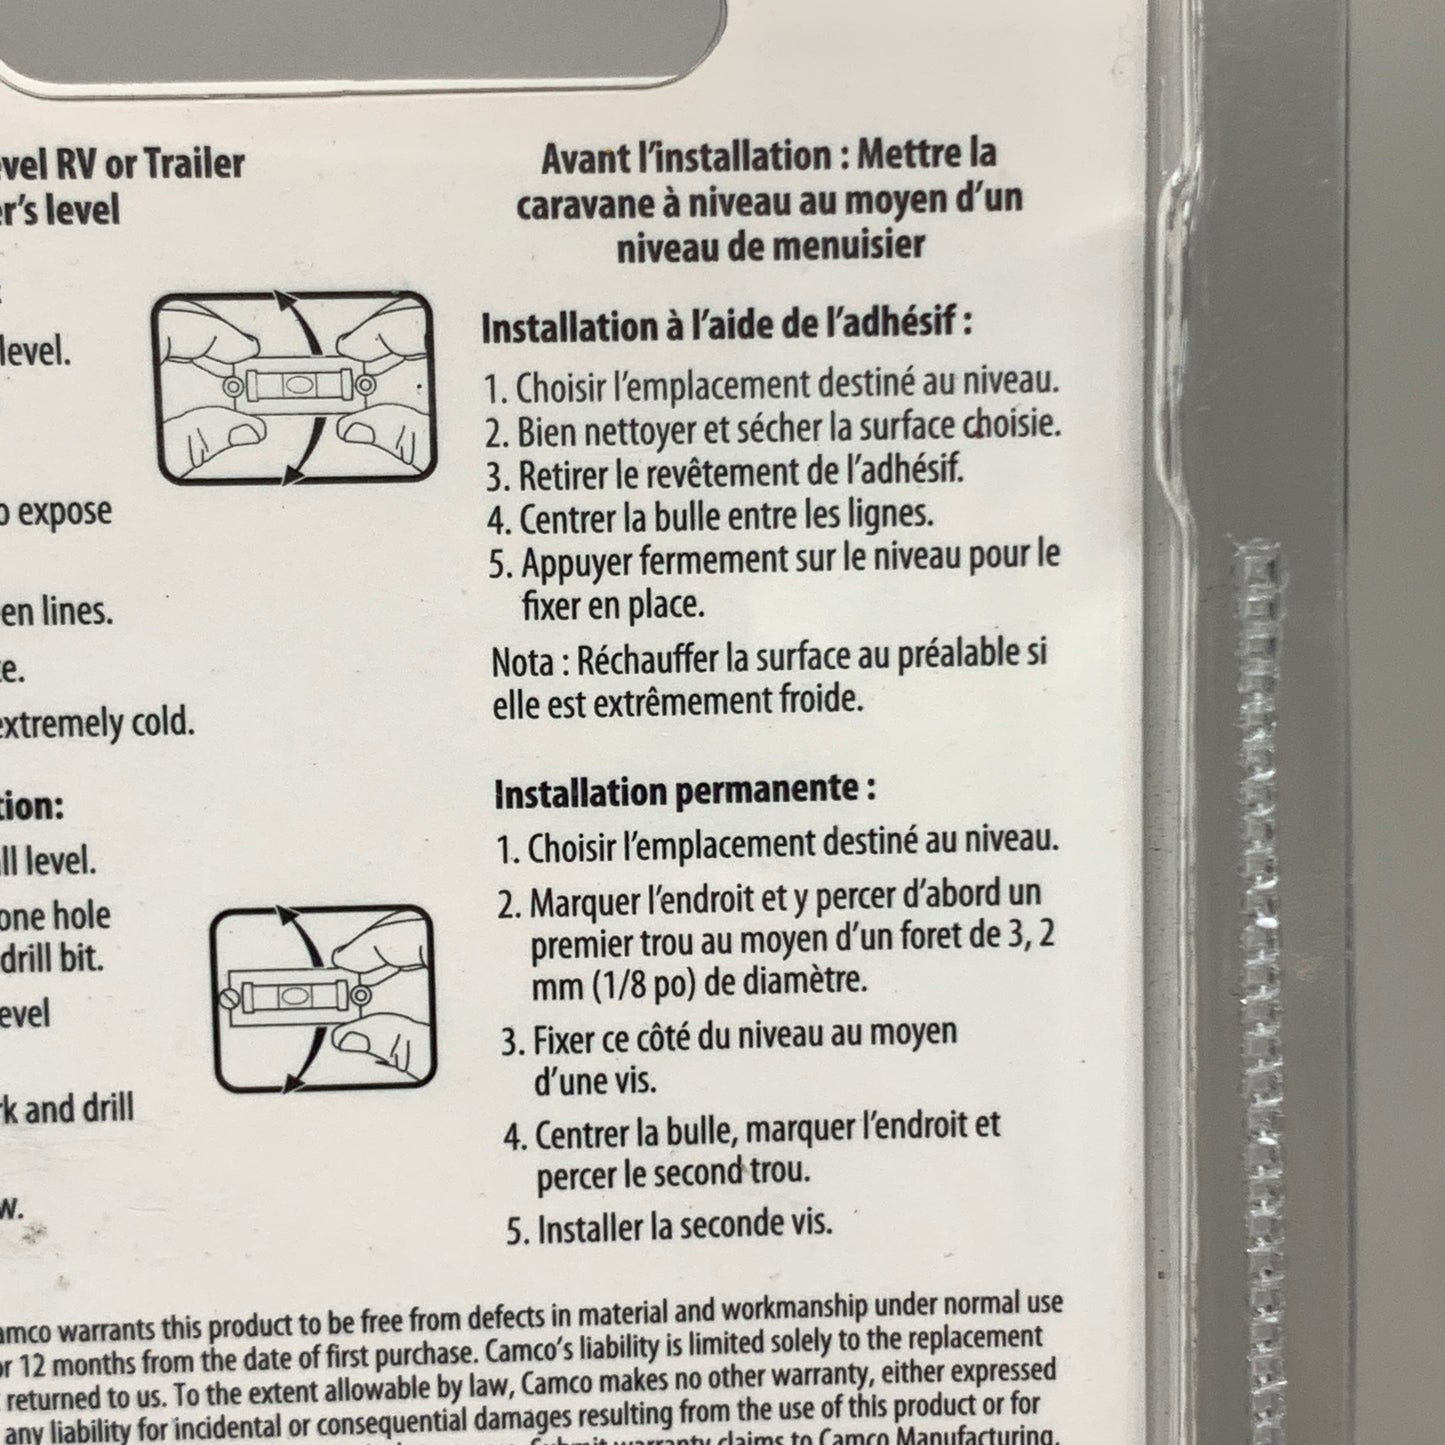 RV or Trailer
level
level.
expose
lines.
extremely cold.
level.
one hole
drill bit.
and drill
Avant l’installation : Mettre la
caravane à niveau au moyen d’un
niveau de menuisier
Installation à l’aide de l’adhésif :
1. Choisir l’emplacement destiné au niveau.
2. Bien nettoyer et sécher la surface choisie.
3. Retirer le revêtement de l’adhésif.
4. Centrer la bulle entre les lignes.
5. Appuyer fermement sur le niveau pour le
fixer en place.
Nota : Réchauffer la surface au préalable si
elle est extrêmement froide.
Installation permanente :
1. Choisir l’emplacement destiné au niveau.
2. Marquer l’endroit et y percer d’abord un
premier trou au moyen d’un foret de 3, 2
mm (1/8 po) de diamètre.
3. Fixer ce côté du niveau au moyen
d’une vis.
4. Centrer la bulle, marquer l’endroit et
percer le second trou.
5. Installer la seconde vis.
warrants this product to be free from defects in material and workmanship under normal use
12 months from the date of first purchase. Camco’s liability is limited solely to the replacement
returned to us. To the extent allowable by law, Camco makes no other warranty, either expressed
any liability for incidental or consequential damages resulting from the use of this product or for
Submit warranty claims to Camco Manufacturing,